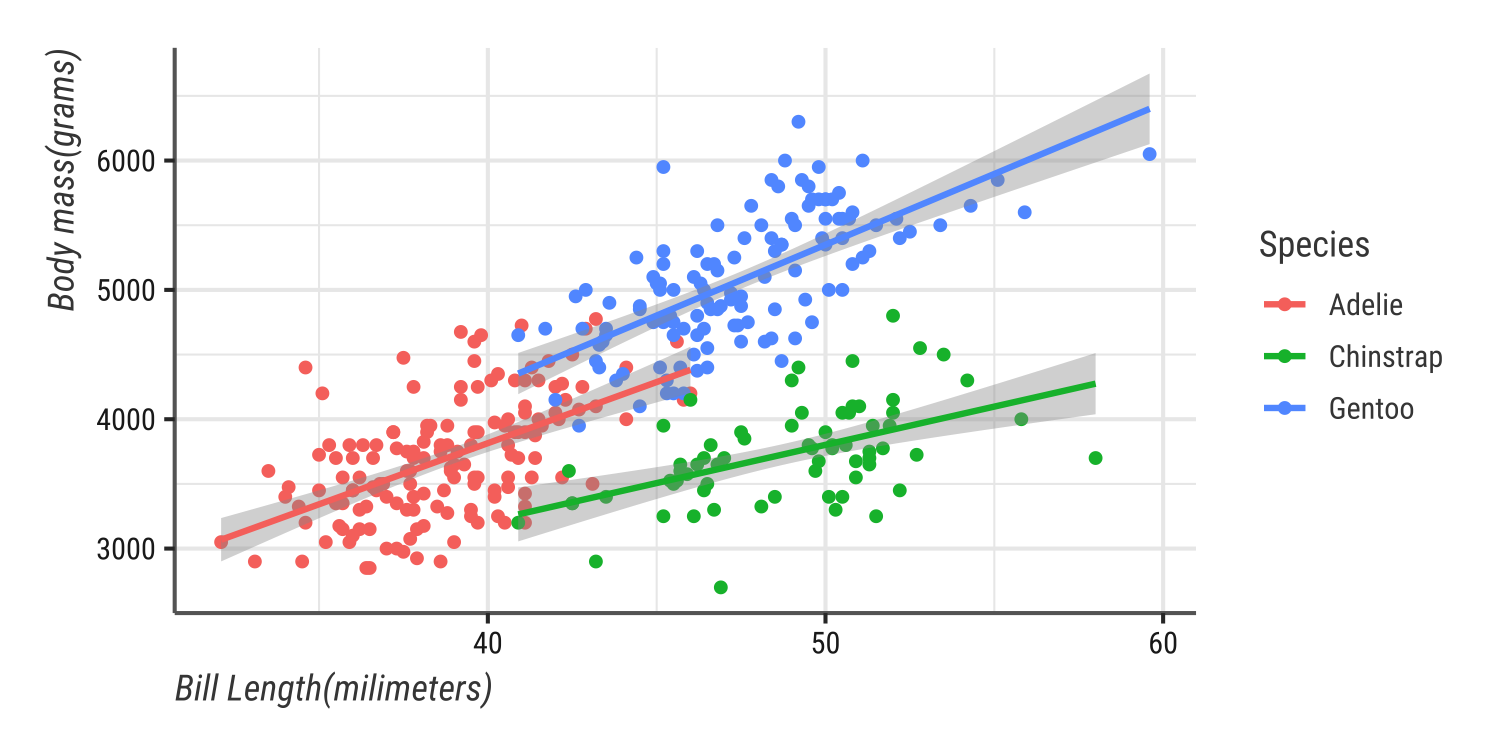 Body mass(grams)
6000
5000
4000
3000
40 50 60
Bill Length(milimeters)
Species
Adelie
Chinstrap
Gentoo